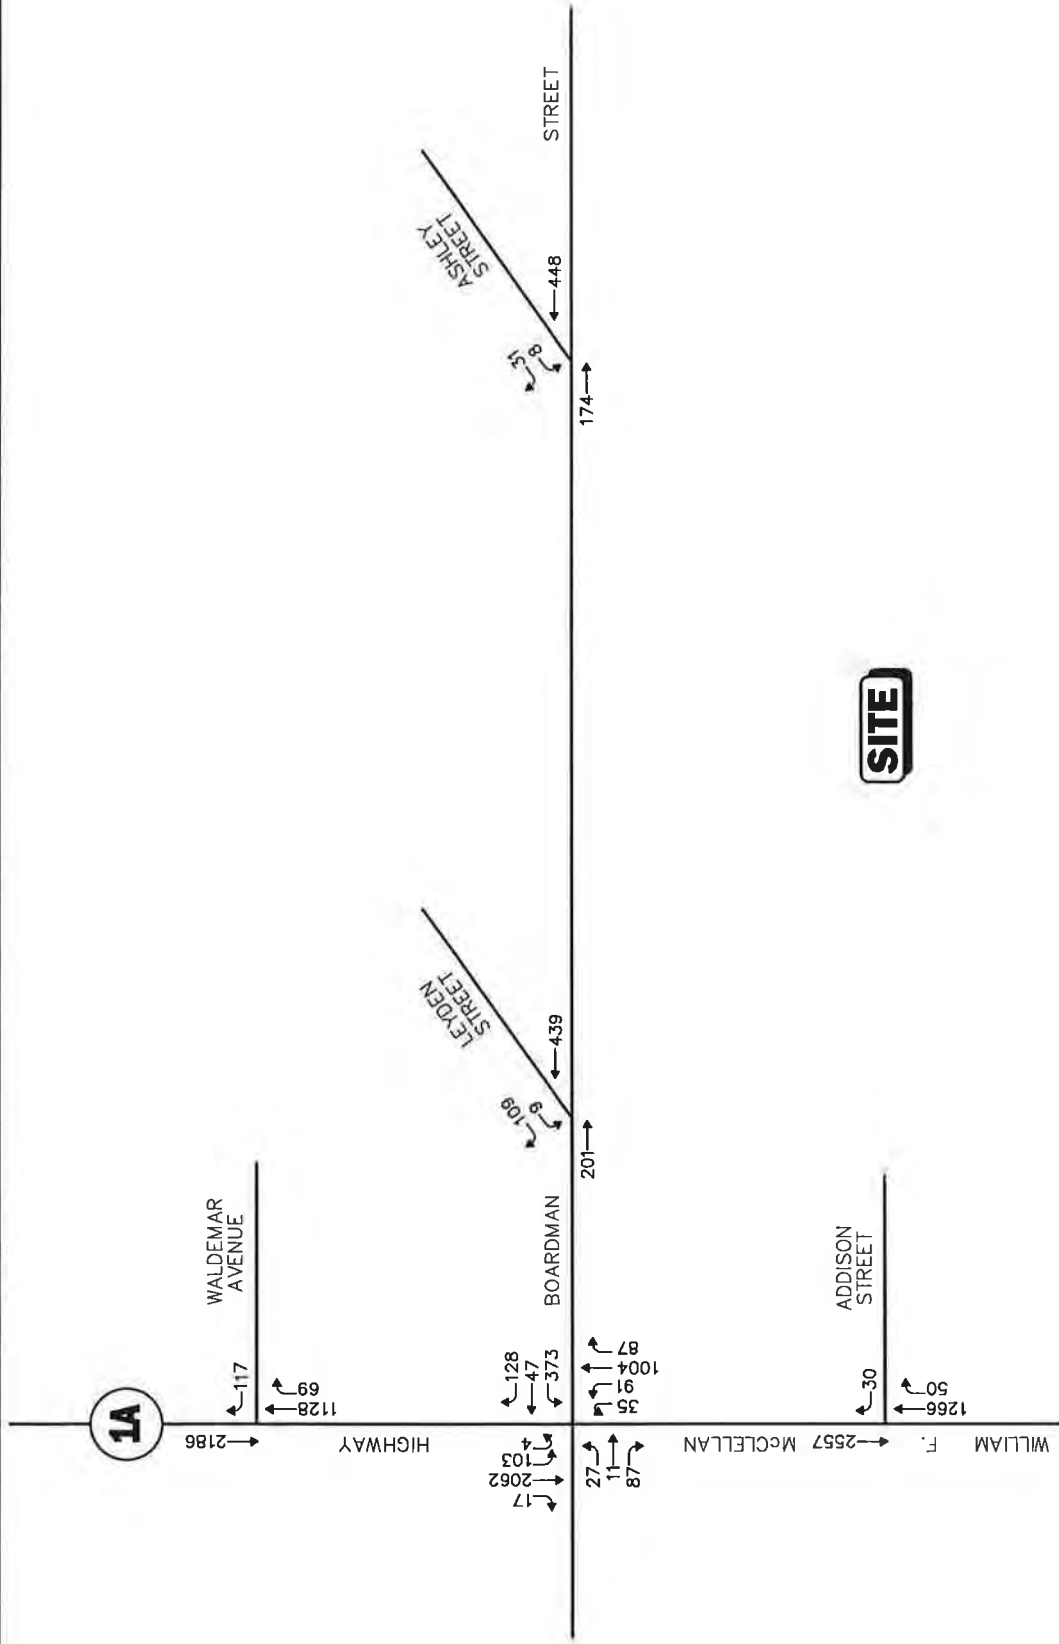 1A
WALDEMAR
AVENUE
117
69
1128
2186
HIGHWAY
STREET
ASHLEY
STREET
448
31
8
174
LEYDEN
STREET
439
109
9
201
BOARDMAN
128
47
373
87
1004
91
35
4
103
2062
17
27
11
87
McCLELLAN
2557
ADDISON
STREET
30
50
1266
F.
WILLIAM
SITE